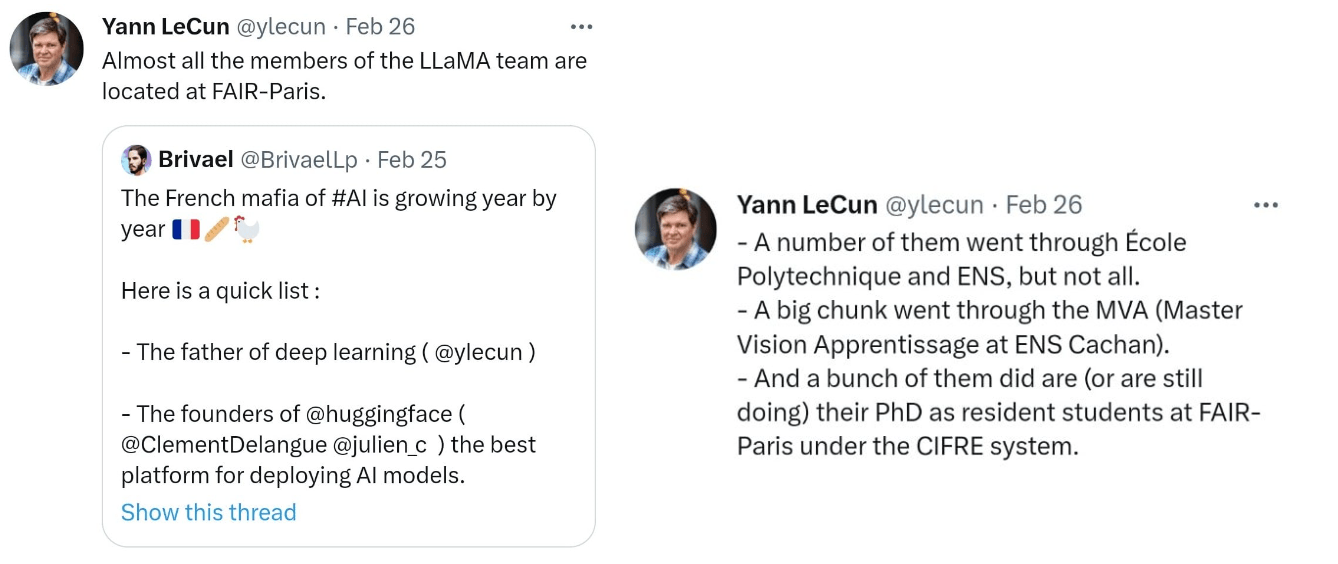 Yann LeCun @ylecun · Feb 26
Almost all the members of the LLaMA team are
located at FAIR-Paris.
Brivael @BrivaelLp · Feb 25
The French mafia of #AI is growing year by
year 🇫🇷🥖🐓
Here is a quick list :
- The father of deep learning ( @ylecun )
- The founders of @huggingface (
@ClementDelangue @julien_c ) the best
platform for deploying AI models.
Show this thread
Yann LeCun @ylecun · Feb 26
- A number of them went through École
Polytechnique and ENS, but not all.
- A big chunk went through the MVA (Master
Vision Apprentissage at ENS Cachan).
- And a bunch of them did are (or are still
doing) their PhD as resident students at FAIR-
Paris under the CIFRE system.